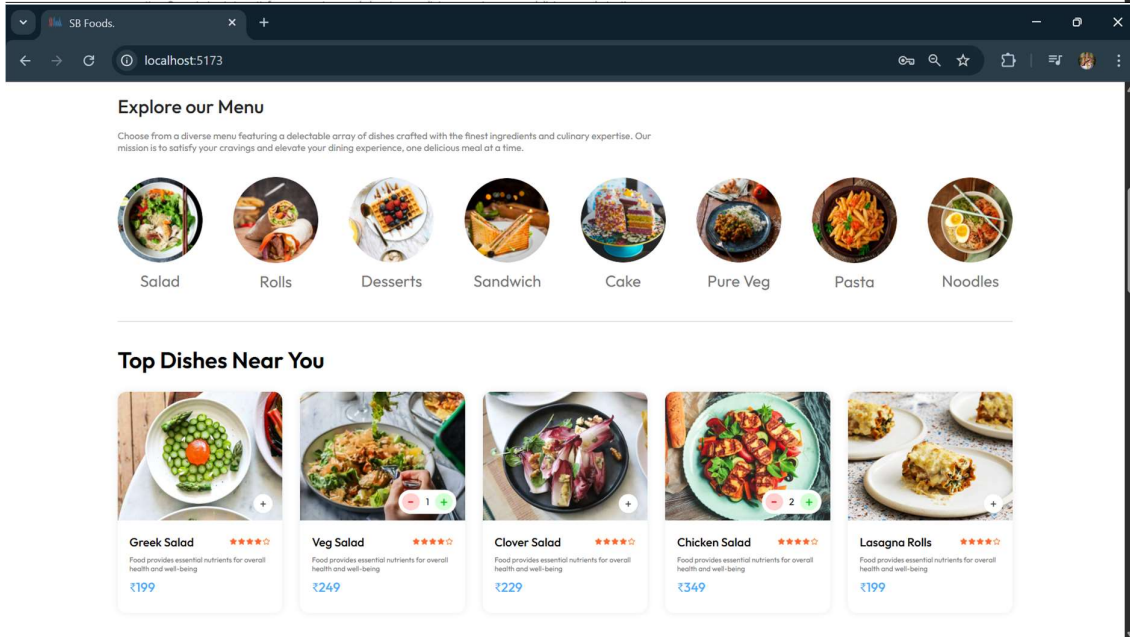 SB Foods.
localhost:5173
Explore our Menu
Choose from a diverse menu featuring a delectable array of dishes crafted with the finest ingredients and culinary expertise. Our
mission is to satisfy your cravings and elevate your dining experience, one delicious meal at a time.
Salad Rolls Desserts Sandwich Cake Pure Veg Pasta Noodles
Top Dishes Near You
- 1 + - 2 +
Greek Salad Veg Salad Clover Salad Chicken Salad Lasagna Rolls
Food provides essential nutrients for overall Food provides essential nutrients for overall Food provides essential nutrients for overall Food provides essential nutrients for overall Food provides essential nutrients for overall
health and well-being health and well-being health and well-being health and well-being health and well-being
₹199 ₹249 ₹229 ₹349 ₹199